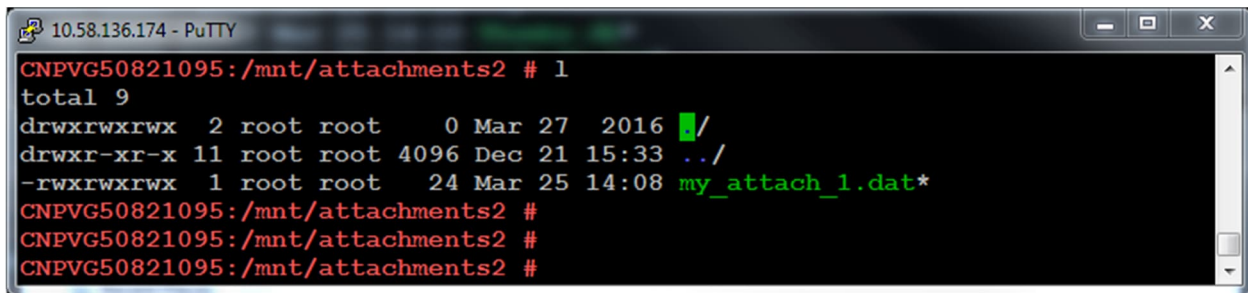 10.58.136.174 - PuTTY
CNPVG50821095:/mnt/attachments2 # l
total 9
drwxrwxrwx  2 root root    0 Mar 27  2016 ./
drwxr-xr-x 11 root root 4096 Dec 21 15:33 ../
-rwxrwxrwx  1 root root   24 Mar 25 14:08 my_attach_1.dat*
CNPVG50821095:/mnt/attachments2 #
CNPVG50821095:/mnt/attachments2 #
CNPVG50821095:/mnt/attachments2 #